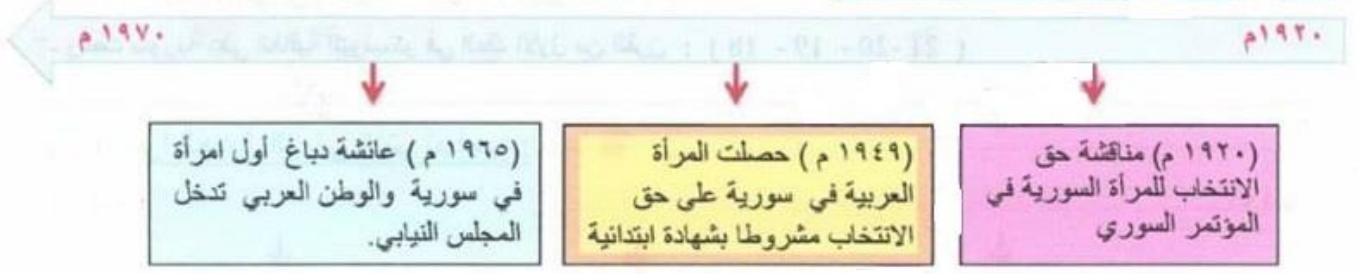 ١٩٢٠م
١٩٧٠ م
(١٩٢٠ م) مناقشة حق
الانتخاب للمرأة السورية في
المؤتمر السوري
(١٩٤٩ م) حصلت المرأة
العربية في سورية على حق
الانتخاب مشروطا بشهادة ابتدائية
(١٩٦٥ م) عائشة دباغ أول امرأة
في سورية والوطن العربي تدخل
المجلس النيابي.